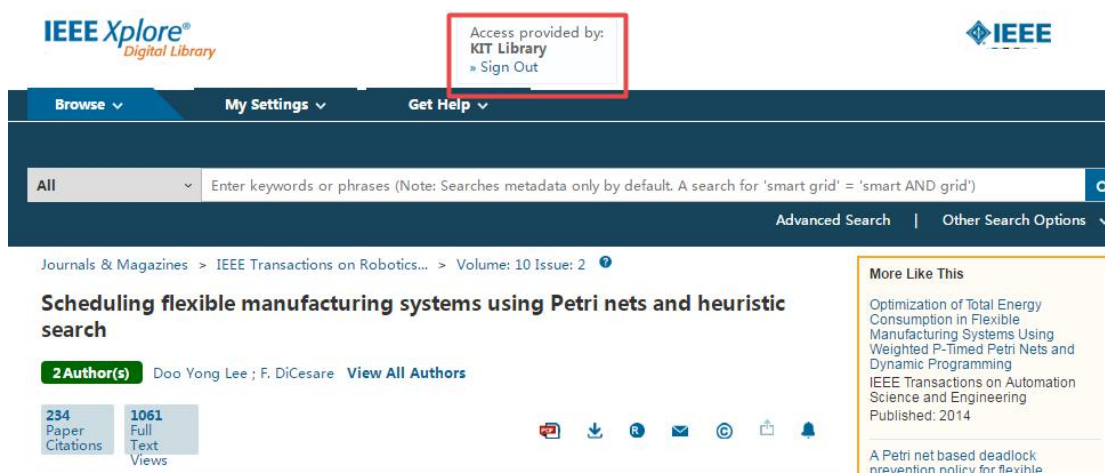 IEEE Xplore®
Digital Library
Access provided by:
KIT Library
» Sign Out
IEEE
Browse
My Settings
Get Help
All
Enter keywords or phrases (Note: Searches metadata only by default. A search for 'smart grid' = 'smart AND grid')
Advanced Search | Other Search Options
Journals & Magazines > IEEE Transactions on Robotics... > Volume: 10 Issue: 2 ?
Scheduling flexible manufacturing systems using Petri nets and heuristic
search
2 Author(s) Doo Yong Lee ; F. DiCesare View All Authors
234
Paper
Citations
1061
Full
Text
Views
PDF
R
©
More Like This
Optimization of Total Energy
Consumption in Flexible
Manufacturing Systems Using
Weighted P-Timed Petri Nets and
Dynamic Programming
IEEE Transactions on Automation
Science and Engineering
Published: 2014
A Petri net based deadlock
prevention policy for flexible